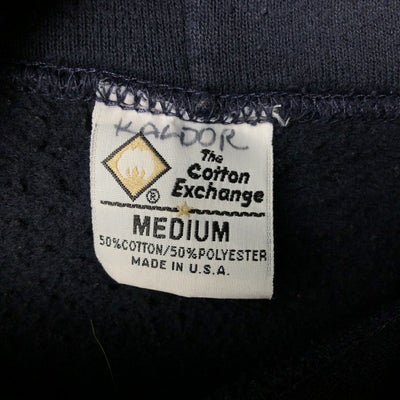 KALDOR
The
Cotton
Exchange
®
MEDIUM
50%COTTON/50%POLYESTER
MADE IN U.S.A.